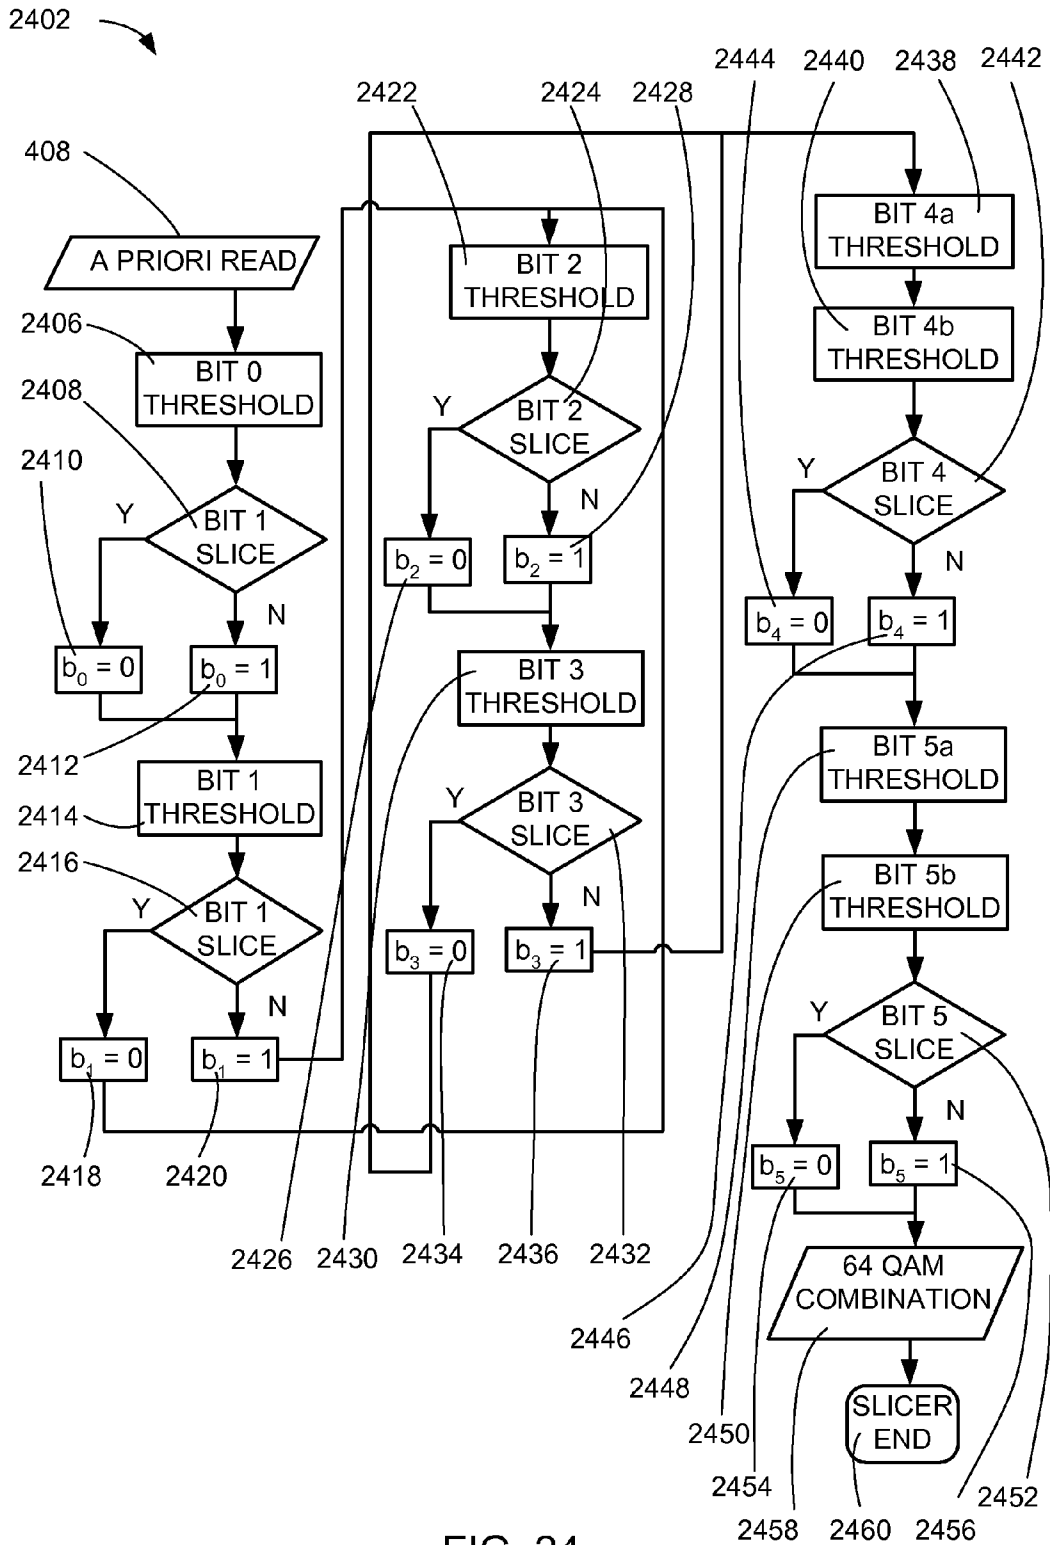 2402
408
A PRIORI READ
2406
BIT 0
THRESHOLD
2408
BIT 1
SLICE
Y
N
2410
b0 = 0
b0 = 1
2412
BIT 1
THRESHOLD
2414
2416
BIT 1
SLICE
Y
N
b1 = 0
b1 = 1
2418
2420
2422
2424
2428
BIT 2
THRESHOLD
BIT 2
SLICE
Y
N
b2 = 0
b2 = 1
BIT 3
THRESHOLD
BIT 3
SLICE
Y
N
b3 = 0
b3 = 1
2426
2430
2434
2436
2432
2444
2440
2438
2442
BIT 4a
THRESHOLD
BIT 4b
THRESHOLD
BIT 4
SLICE
Y
N
b4 = 0
b4 = 1
BIT 5a
THRESHOLD
BIT 5b
THRESHOLD
BIT 5
SLICE
Y
N
b5 = 0
b5 = 1
64 QAM
COMBINATION
SLICER
END
2446
2448
2450
2454
2458
2460
2456
2452
FIG. 24